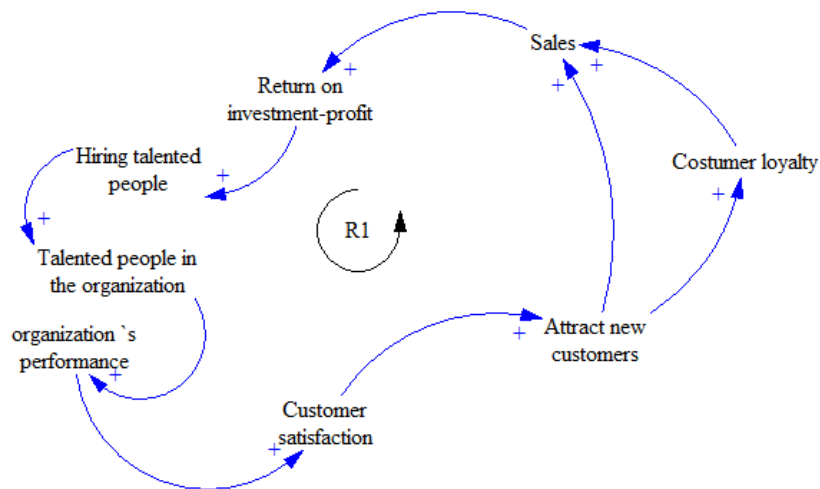 Sales
+
+
+
Return on
investment-profit
Hiring talented
people
+
Costumer loyalty
+
+
R1
Talented people in
the organization
organization `s
performance
+
Attract new
customers
+
Customer
satisfaction
+